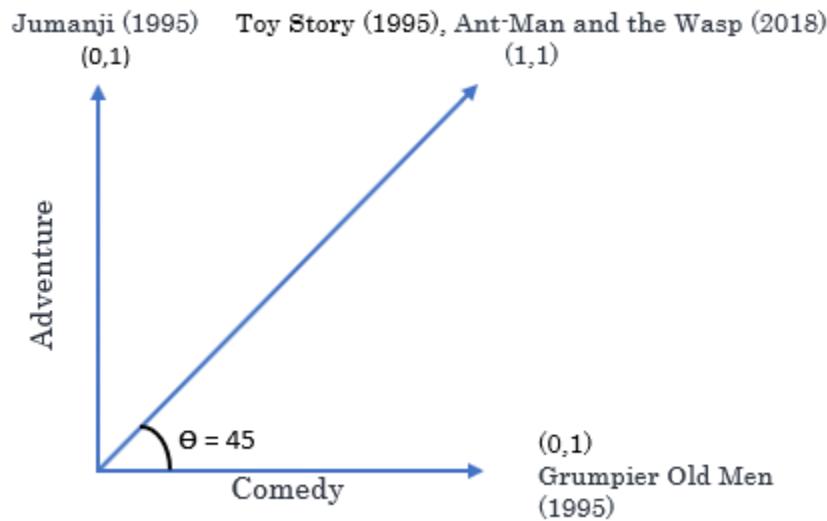 Jumanji (1995)
(0,1)
Toy Story (1995), Ant-Man and the Wasp (2018)
(1,1)
Adventure
Ɵ = 45
Comedy
(0,1)
Grumpier Old Men
(1995)